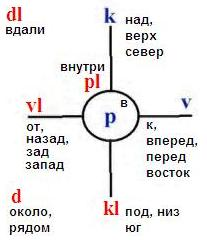 dl
вдали
k
над,
верх
север
внутри
pl
в
p
vl
от,
назад,
зад
запад
v
к,
вперед,
перед
восток
d
около,
рядом
kl
под, низ
юг